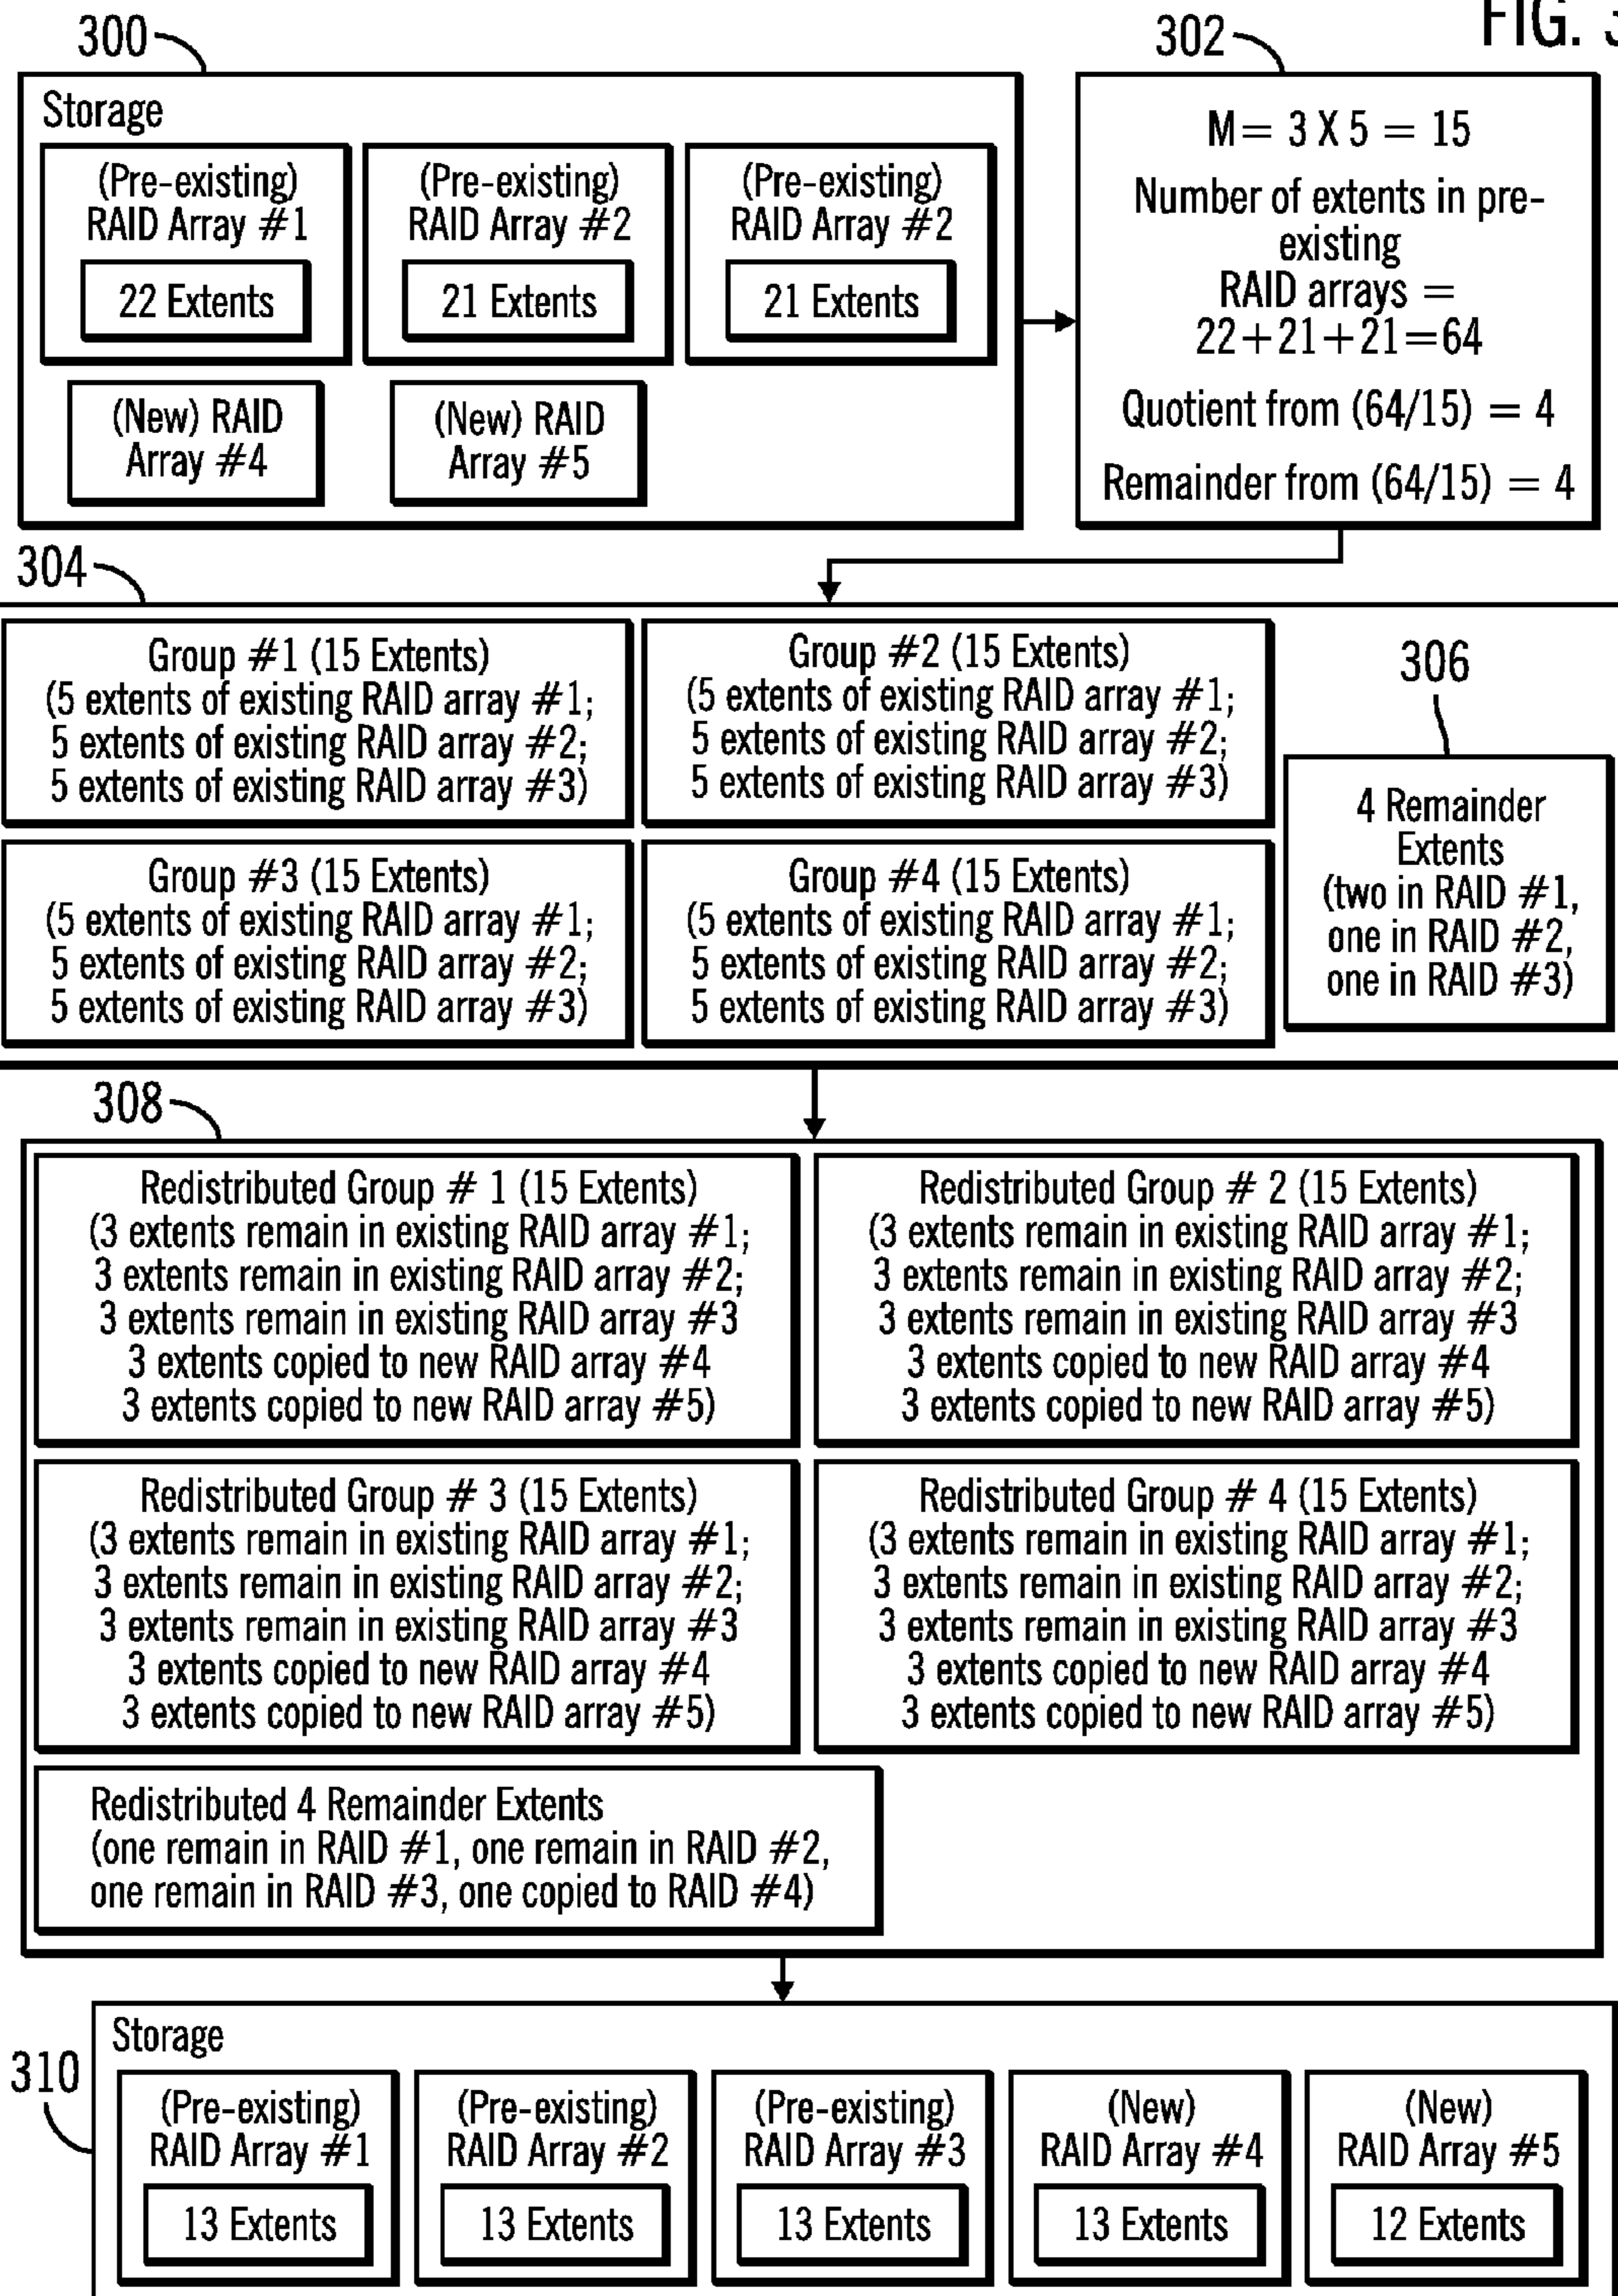 FIG. 3
300
302
Storage
(Pre-existing)
RAID Array #1
22 Extents
(Pre-existing)
RAID Array #2
21 Extents
(Pre-existing)
RAID Array #2
21 Extents
(New) RAID
Array #4
(New) RAID
Array #5
M= 3 X 5 = 15
Number of extents in pre-
existing
RAID arrays =
22+21+21=64
Quotient from (64/15) = 4
Remainder from (64/15) = 4
304
Group #1 (15 Extents)
(5 extents of existing RAID array #1;
5 extents of existing RAID array #2;
5 extents of existing RAID array #3)
Group #2 (15 Extents)
(5 extents of existing RAID array #1;
5 extents of existing RAID array #2;
5 extents of existing RAID array #3)
306
4 Remainder
Extents
(two in RAID #1,
one in RAID #2,
one in RAID #3)
Group #3 (15 Extents)
(5 extents of existing RAID array #1;
5 extents of existing RAID array #2;
5 extents of existing RAID array #3)
Group #4 (15 Extents)
(5 extents of existing RAID array #1;
5 extents of existing RAID array #2;
5 extents of existing RAID array #3)
308
Redistributed Group # 1 (15 Extents)
(3 extents remain in existing RAID array #1;
3 extents remain in existing RAID array #2;
3 extents remain in existing RAID array #3
3 extents copied to new RAID array #4
3 extents copied to new RAID array #5)
Redistributed Group # 2 (15 Extents)
(3 extents remain in existing RAID array #1;
3 extents remain in existing RAID array #2;
3 extents remain in existing RAID array #3
3 extents copied to new RAID array #4
3 extents copied to new RAID array #5)
Redistributed Group # 3 (15 Extents)
(3 extents remain in existing RAID array #1;
3 extents remain in existing RAID array #2;
3 extents remain in existing RAID array #3
3 extents copied to new RAID array #4
3 extents copied to new RAID array #5)
Redistributed Group # 4 (15 Extents)
(3 extents remain in existing RAID array #1;
3 extents remain in existing RAID array #2;
3 extents remain in existing RAID array #3
3 extents copied to new RAID array #4
3 extents copied to new RAID array #5)
Redistributed 4 Remainder Extents
(one remain in RAID #1, one remain in RAID #2,
one remain in RAID #3, one copied to RAID #4)
310
Storage
(Pre-existing)
RAID Array #1
13 Extents
(Pre-existing)
RAID Array #2
13 Extents
(Pre-existing)
RAID Array #3
13 Extents
(New)
RAID Array #4
13 Extents
(New)
RAID Array #5
12 Extents